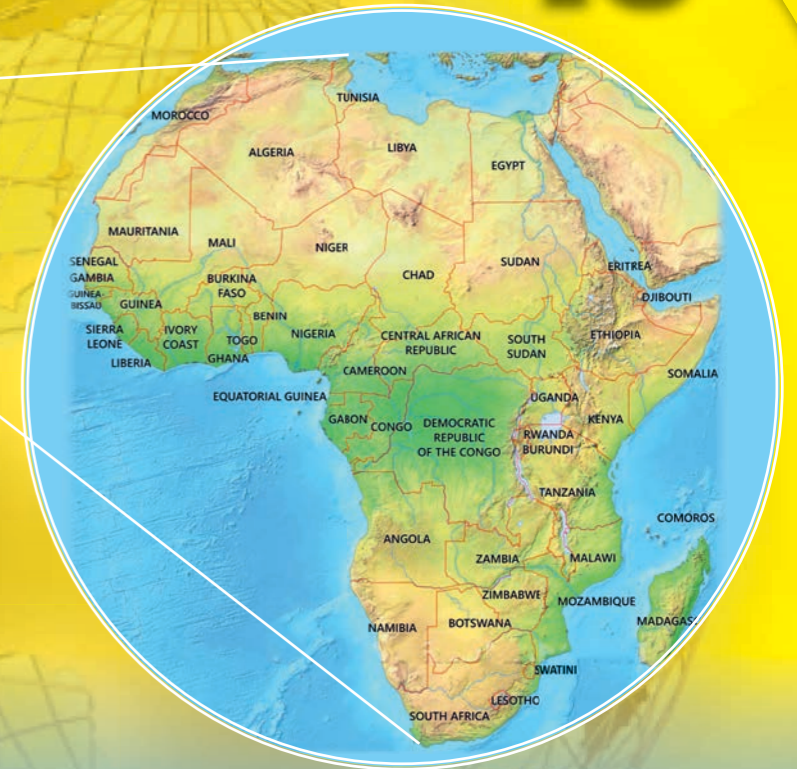 TUNISIA
MOROCCO
ALGERIA
LIBYA
EGYPT
MAURITANIA
MALI
NIGER
CHAD
SUDAN
ERITREA
SENEGAL
GAMBIA
GUINEA-
BISSAU
GUINEA
BURKINA
FASO
BENIN
DJIBOUTI
SIERRA
LEONE
IVORY
COAST
TOGO
NIGERIA
CENTRAL AFRICAN
REPUBLIC
SOUTH
SUDAN
ETHIOPIA
LIBERIA
GHANA
CAMEROON
SOMALIA
EQUATORIAL GUINEA
UGANDA
GABON
CONGO
DEMOCRATIC
REPUBLIC
OF THE CONGO
KENYA
RWANDA
BURUNDI
TANZANIA
COMOROS
ANGOLA
ZAMBIA
MALAWI
ZIMBABWE
MOZAMBIQUE
NAMIBIA
BOTSWANA
MADAGAS
SWATINI
LESOTHO
SOUTH AFRICA